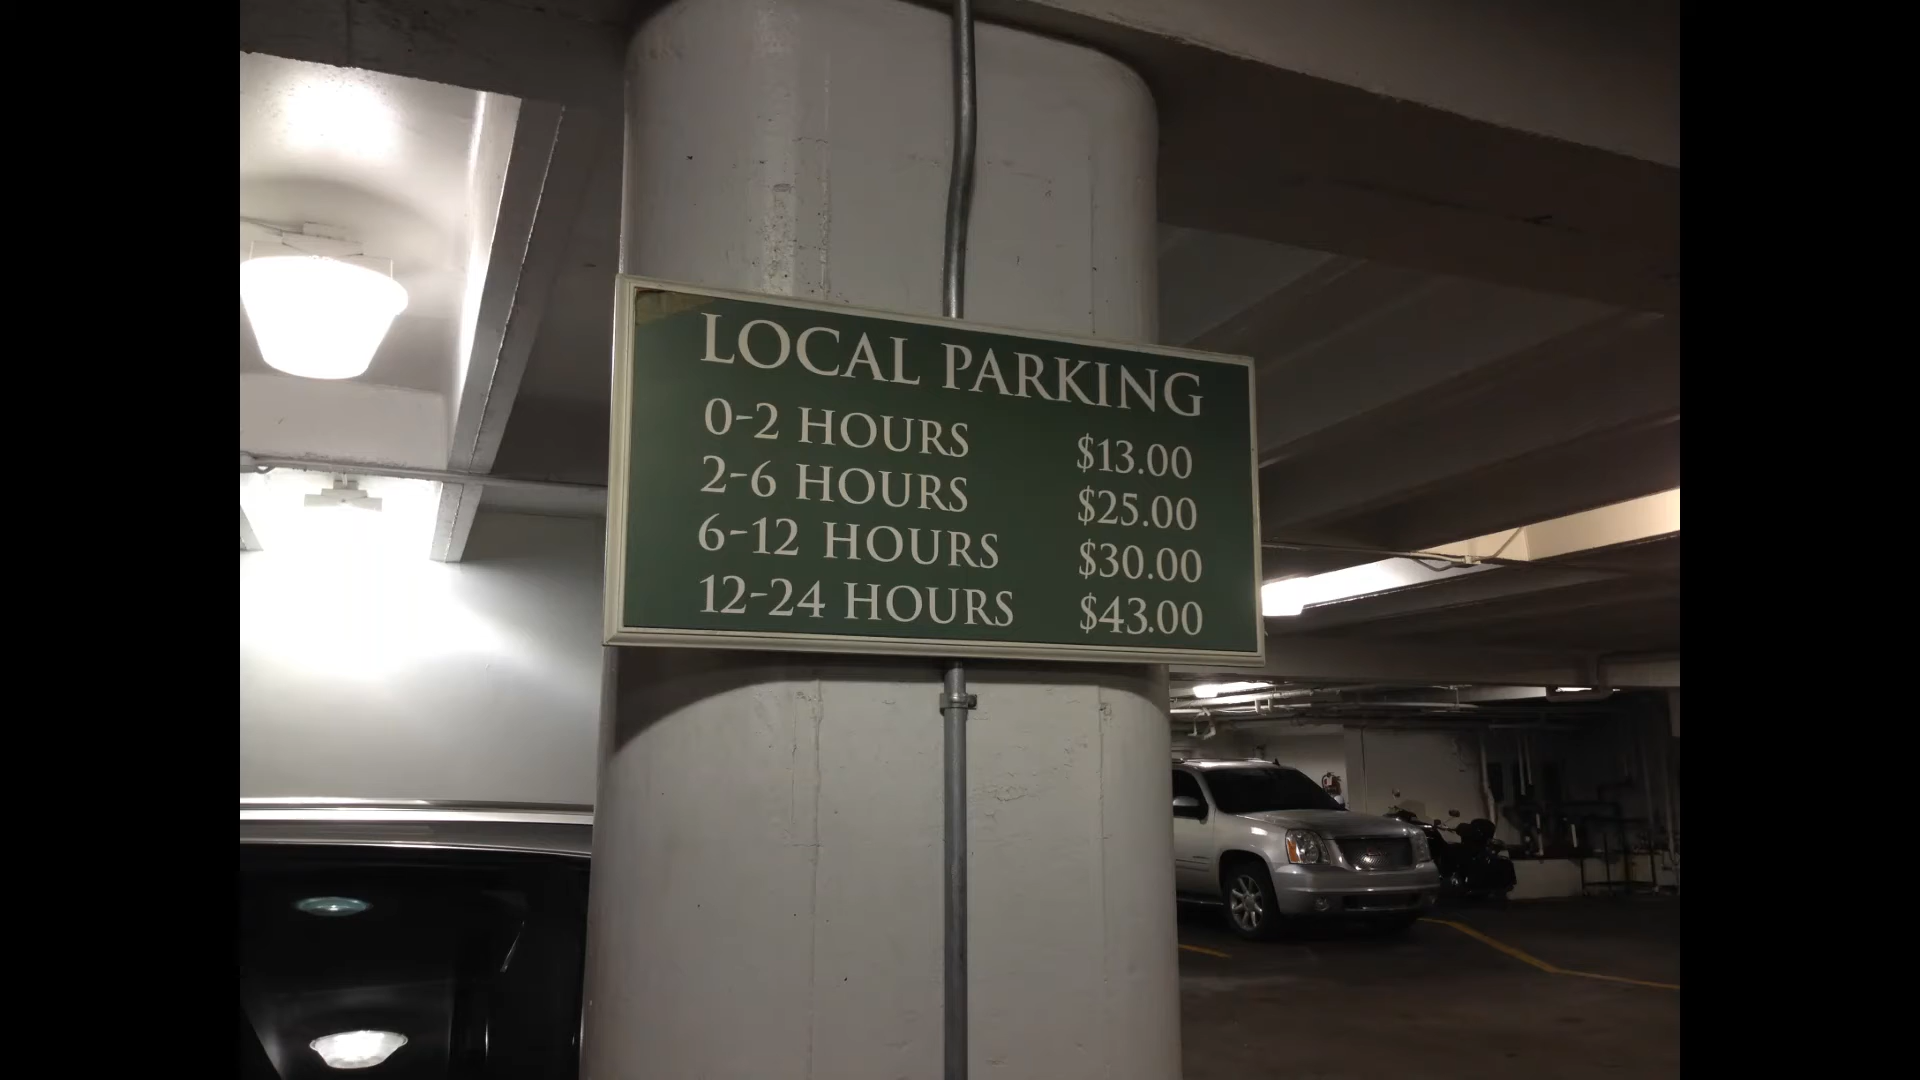 LOCAL PARKING
0-2 HOURS $13.00
2-6 HOURS $25.00
6-12 HOURS $30.00
12-24 HOURS $43.00